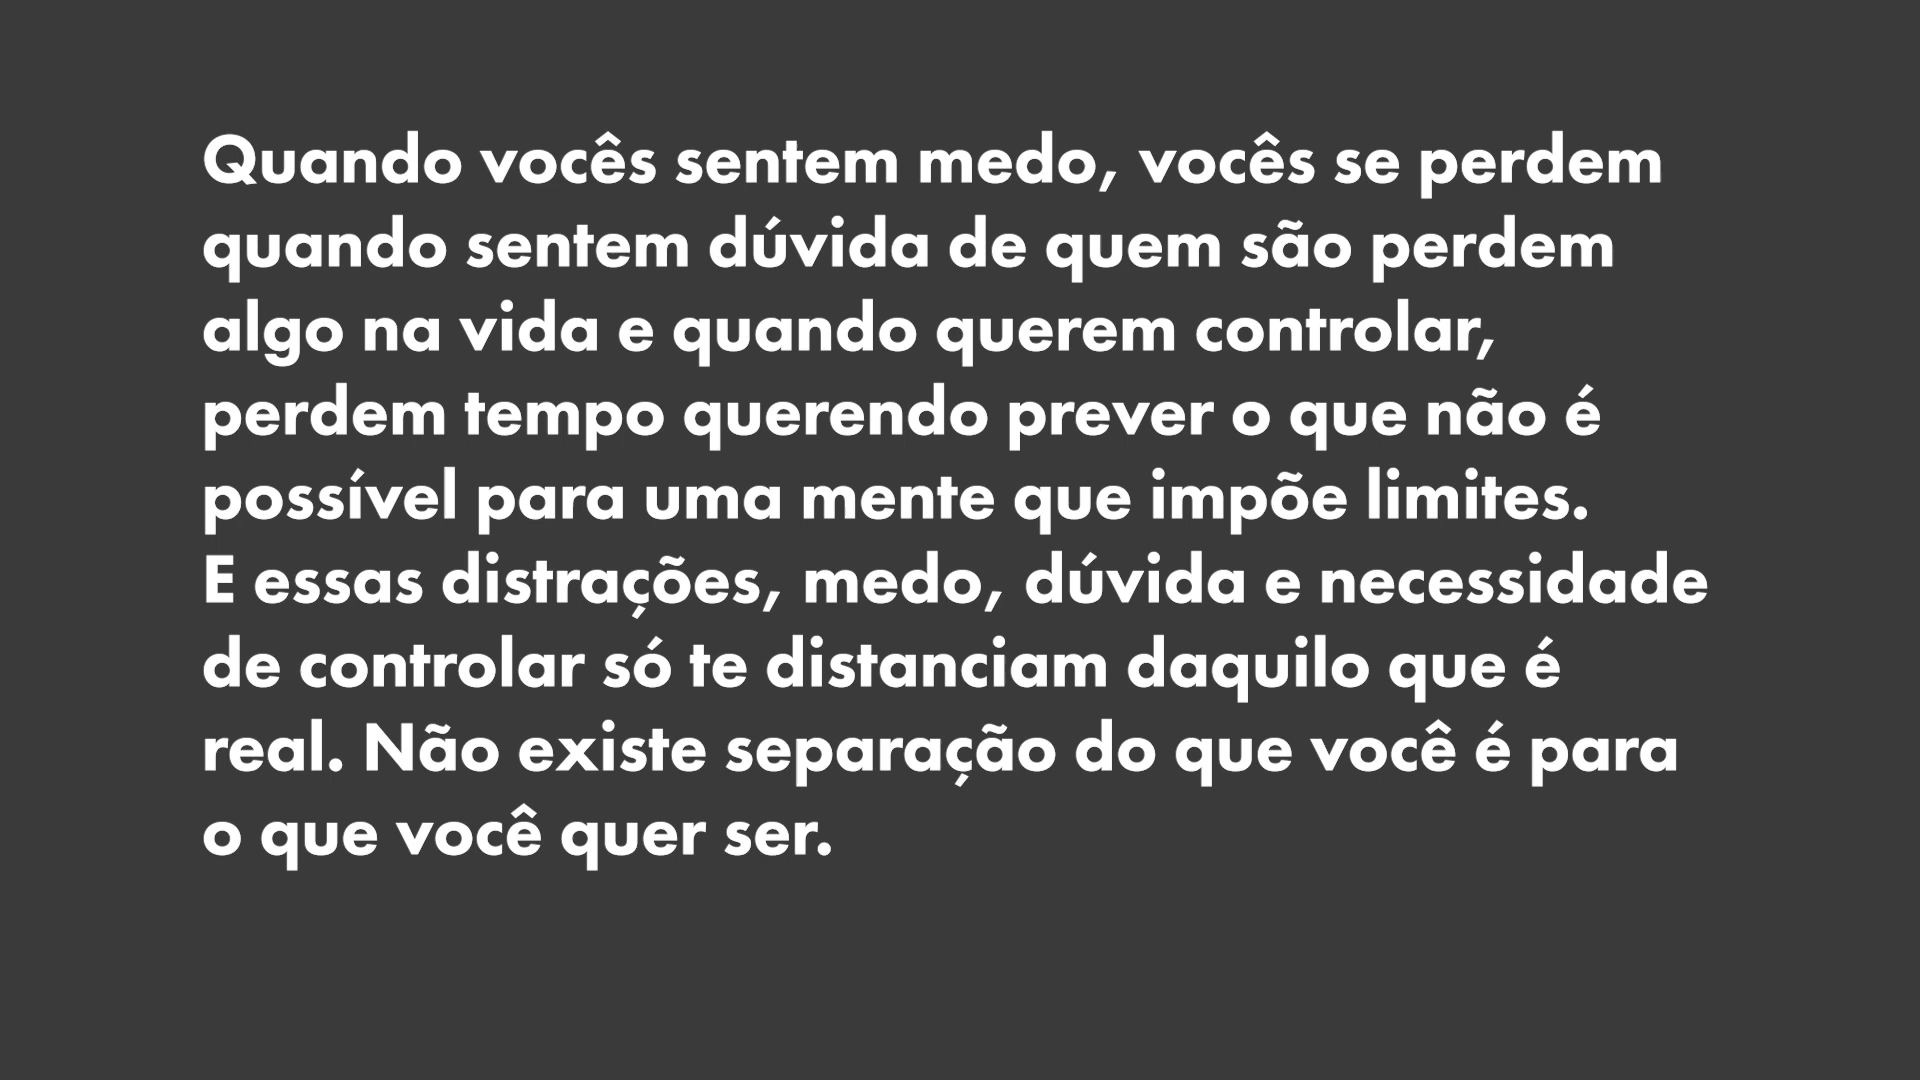 Quando vocês sentem medo, vocês se perdem
quando sentem dúvida de quem são perdem
algo na vida e quando querem controlar,
perdem tempo querendo prever o que não é
possível para uma mente que impõe limites.
E essas distrações, medo, dúvida e necessidade
de controlar só te distanciam daquilo que é
real. Não existe separação do que você é para
o que você quer ser.